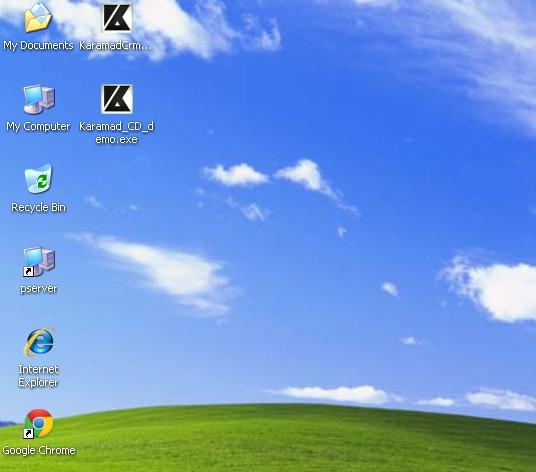 My Documents
KaramadCrm...
My Computer
Karamad_CD_d
emo.exe
Recycle Bin
pserver
Internet
Explorer
Google Chrome